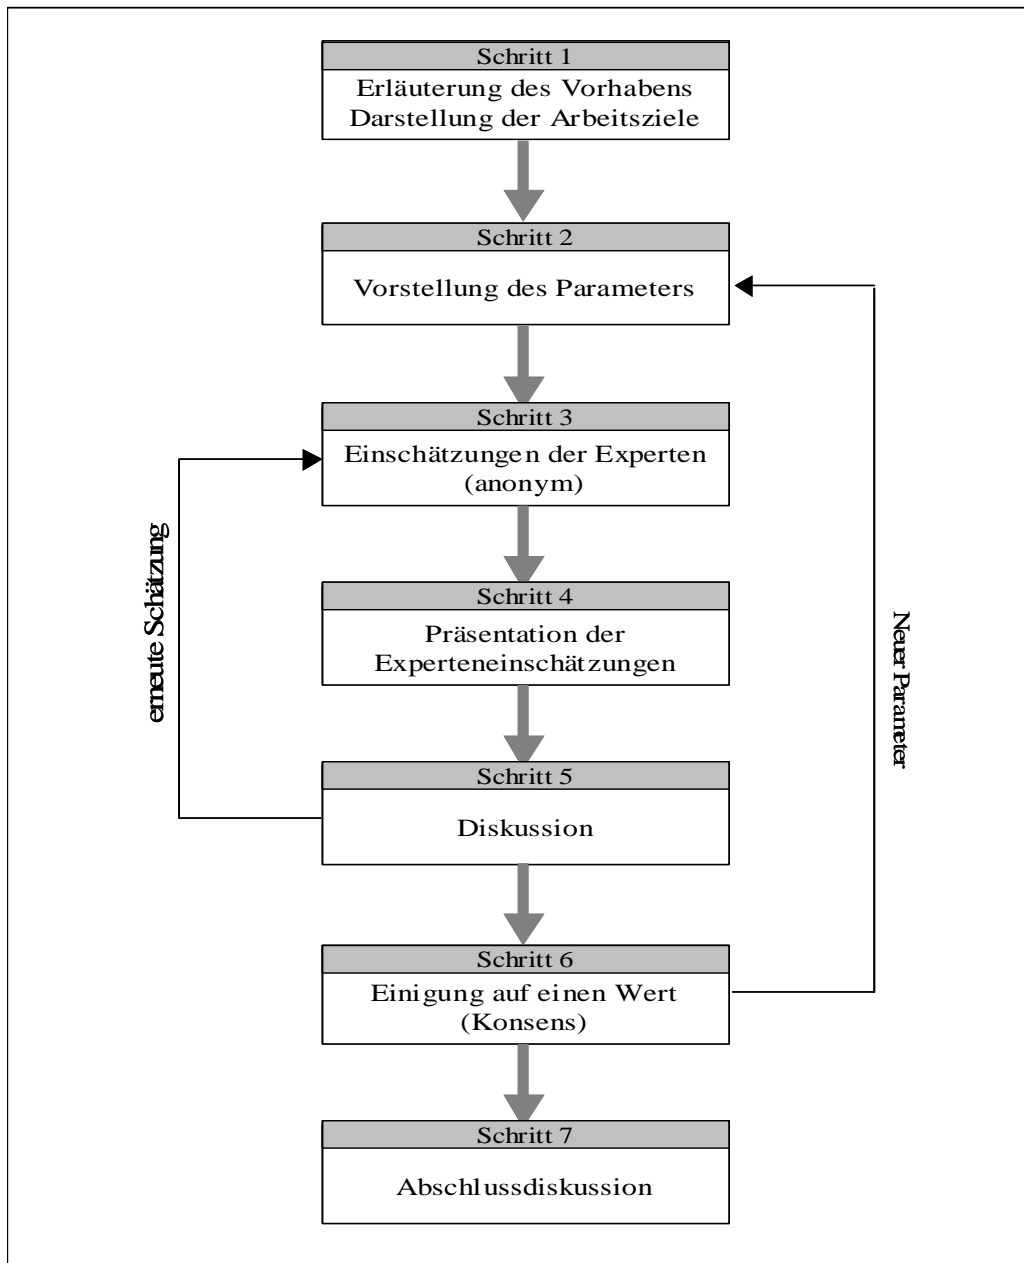 Schritt 1
Erläuterung des Vorhabens
Darstellung der Arbeitsziele
Schritt 2
Vorstellung des Parameters
Schritt 3
Einschätzungen der Experten
(anonym)
erneute Schätzung
Schritt 4
Präsentation der
Experteneinschätzungen
Neuer Parameter
Schritt 5
Diskussion
Schritt 6
Einigung auf einen Wert
(Konsens)
Schritt 7
Abschlussdiskussion